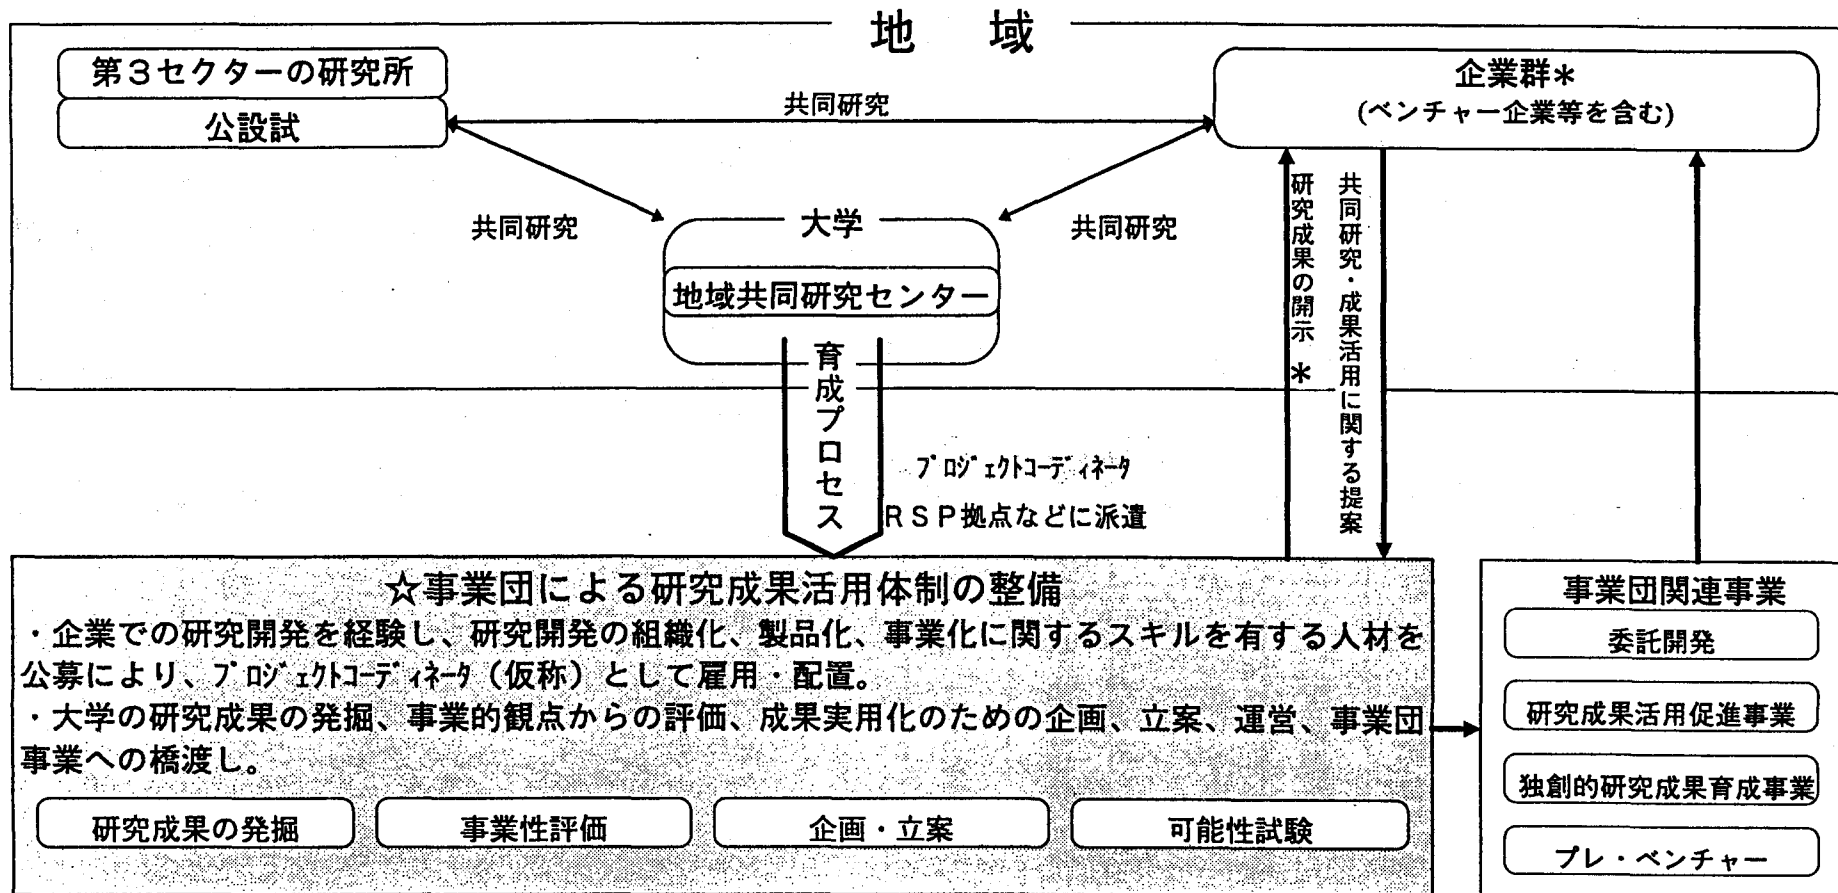 地　域
第３セクターの研究所
公設試
共同研究
企業群＊
(ベンチャー企業等を含む)
共同研究
大学
地域共同研究センター
共同研究
研究成果の開示＊
共同研究・成果活用に関する提案
育成プロセス
ﾌﾟﾛｼﾞｪｸﾄｺｰﾃﾞｨﾈｰﾀ
ＲＳＰ拠点などに派遣
☆事業団による研究成果活用体制の整備
・企業での研究開発を経験し、研究開発の組織化、製品化、事業化に関するスキルを有する人材を
公募により、ﾌﾟﾛｼﾞｪｸﾄｺｰﾃﾞｨﾈｰﾀ（仮称）として雇用・配置。
・大学の研究成果の発掘、事業的観点からの評価、成果実用化のための企画、立案、運営、事業団
事業への橋渡し。
研究成果の発掘
事業性評価
企画・立案
可能性試験
事業団関連事業
委託開発
研究成果活用促進事業
独創的研究成果育成事業
プレ・ベンチャー